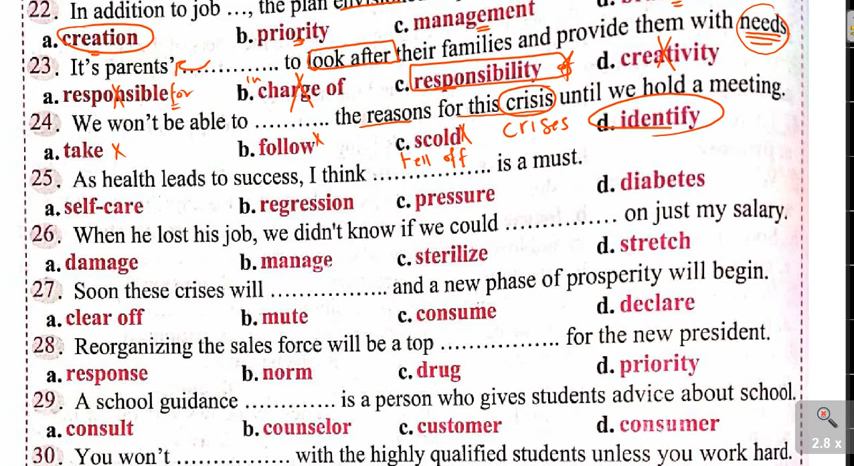 22. In addition to job ..., the plan
a. creation b. priority c. management d.
23. It's parents' .............. to look after their families and provide them with needs
a. responsible for b. in charge of c. responsibility d. creativity
24. We won't be able to ........... the reasons for this crisis until we hold a meeting.
crises
a. take x b. follow x c. scold x d. identify
tell off
25. As health leads to success, I think .................. is a must.
a. self-care b. regression c. pressure d. diabetes
26. When he lost his job, we didn't know if we could ................. on just my salary.
a. damage b. manage c. sterilize d. stretch
27. Soon these crises will ................. and a new phase of prosperity will begin.
a. clear off b. mute c. consume d. declare
28. Reorganizing the sales force will be a top ................. for the new president.
a. response b. norm c. drug d. priority
29. A school guidance ............. is a person who gives students advice about school.
a. consult b. counselor c. customer d. consumer
30. You won't ................. with the highly qualified students unless you work hard.
2.8 x